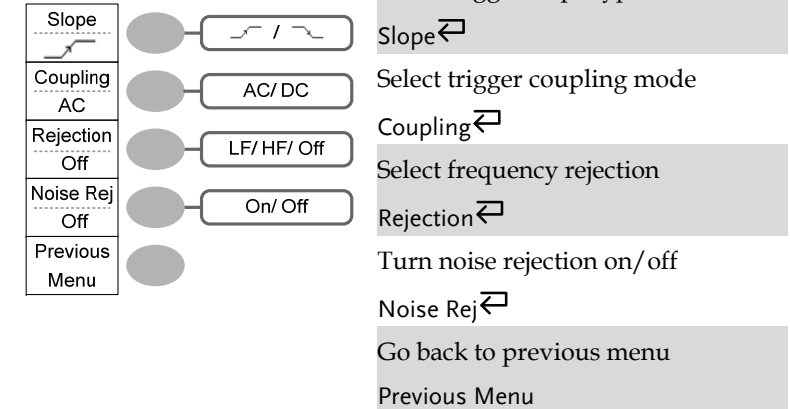 Slope
/
Slope
Coupling
AC
AC/ DC
Select trigger coupling mode
Coupling
Rejection
Off
LF/ HF/ Off
Select frequency rejection
Rejection
Noise Rej
Off
On/ Off
Turn noise rejection on/off
Noise Rej
Previous
Menu
Go back to previous menu
Previous Menu